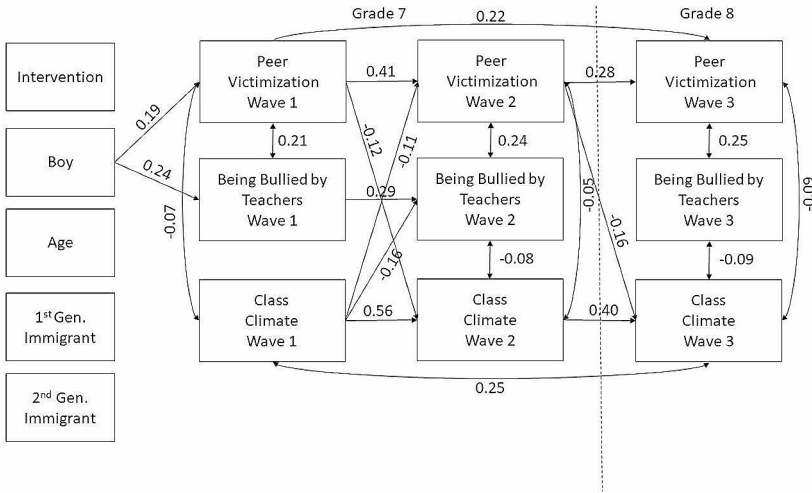 Grade 7
Grade 8
0.22
Intervention
Boy
Age
1st Gen.
Immigrant
2nd Gen.
Immigrant
0.19
0.24
-0.07
Peer
Victimization
Wave 1
0.21
Being Bullied by
Teachers
Wave 1
Class
Climate
Wave 1
0.41
-0.12
-0.11
0.29
-0.16
0.56
Peer
Victimization
Wave 2
0.24
Being Bullied by
Teachers
Wave 2
-0.08
Class
Climate
Wave 2
0.28
-0.05
-0.16
0.40
Peer
Victimization
Wave 3
0.25
Being Bullied by
Teachers
Wave 3
-0.09
Class
Climate
Wave 3
-0.09
0.25